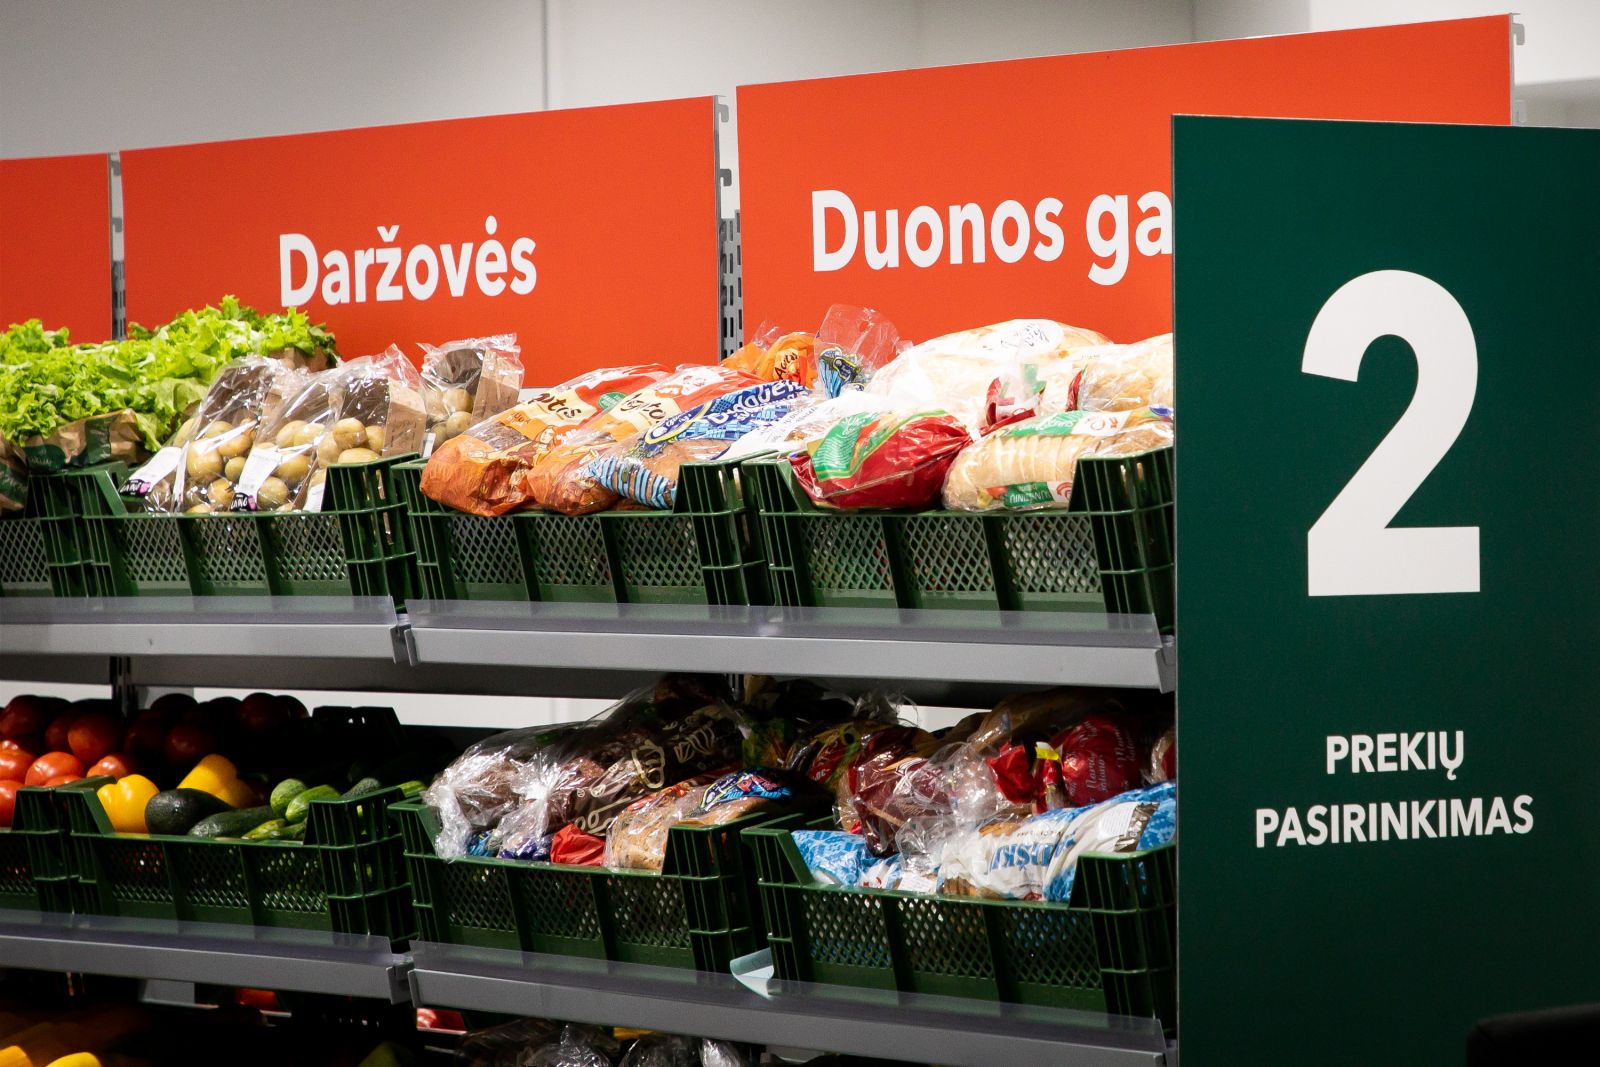 Daržovės
Duonos ga
2
PREKIŲ
PASIRINKIMAS